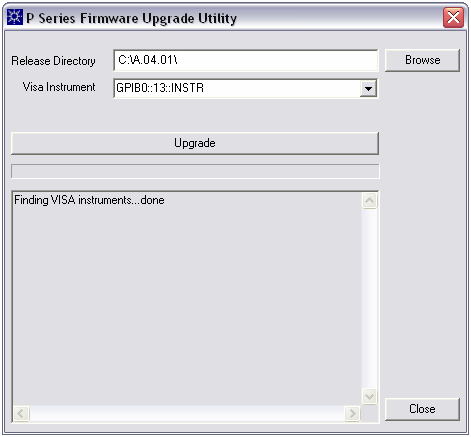 P Series Firmware Upgrade Utility
Release Directory C:\A.04.01\ Browse
Visa Instrument GPIB0::13::INSTR
Upgrade
Finding VISA instruments...done
Close